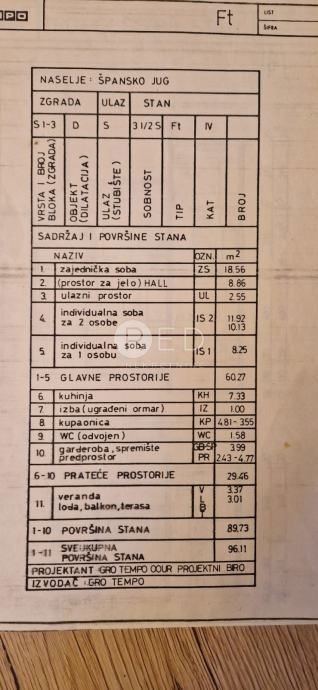 IPO
Ft
LIST
ŠIFRA
NASELJE: ŠPANSKO JUG
ZGRADA ULAZ STAN
S1-3 D S 3 1/2 S Ft IV
VRSTA I BROJ BLOKA (ZGRADA)
OBJEKT (DILATACIJA)
ULAZ (STUBIŠTE)
SOBNOST
TIP
KAT
BROJ
SADRŽAJ I POVRŠINE STANA
NAZIV OZN. m2
1. zajednička soba ZS 18.56
2. (prostor za jelo) HALL 8.86
3. ulazni prostor UL 2.55
4. individualna soba za 2 osobe IS 2 11.92 10.13
5. individualna soba za 1 osobu IS 1 8.25
1-5 GLAVNE PROSTORIJE 60.27
6. kuhinja KH 7.33
7. izba (ugrađeni ormar) IZ 1.00
8. kupaonica KP 4.81-3.55
9. WC (odvojen) WC 1.58
10. garderoba, spremište GB-SP 3.99
predprostor PR 2.43-4.77
6-10 PRATEĆE PROSTORIJE 29.46
11. veranda V 3.37
lođa, balkon, terasa L B T 3.01
1-10 POVRŠINA STANA 89.73
1-11 SVEUKUPNA POVRŠINA STANA 96.11
PROJEKTANT: GRO TEMPO OOUR PROJEKTNI BIRO
IZVOĐAČ: GRO TEMPO
RED